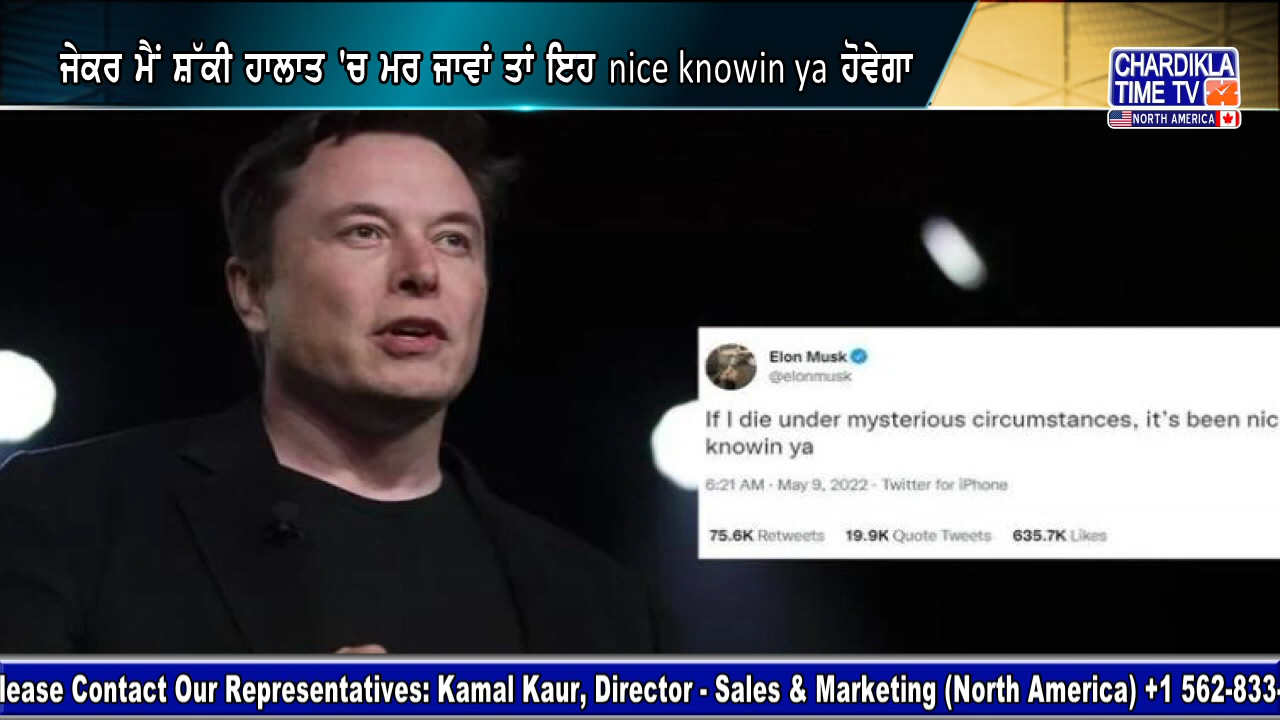 ਜੇਕਰ ਮੈਂ ਸ਼ੱਕੀ ਹਾਲਾਤ 'ਚ ਮਰ ਜਾਵਾਂ ਤਾਂ ਇਹ nice knowin ya ਹੋਵੇਗਾ
CHARDIKLA
TIME TV
NORTH AMERICA
Elon Musk
@elonmusk
If I die under mysterious circumstances, it's been nic
knowin ya
6:21 AM · May 9, 2022 · Twitter for iPhone
75.6K Retweets 19.9K Quote Tweets 635.7K Likes
lease Contact Our Representatives: Kamal Kaur, Director - Sales & Marketing (North America) +1 562-833-